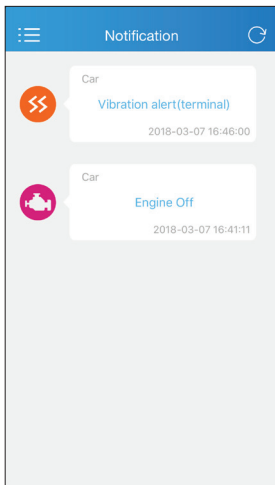 Notification
Car
Vibration alert(terminal)
2018-03-07 16:46:00
Car
Engine Off
2018-03-07 16:41:11